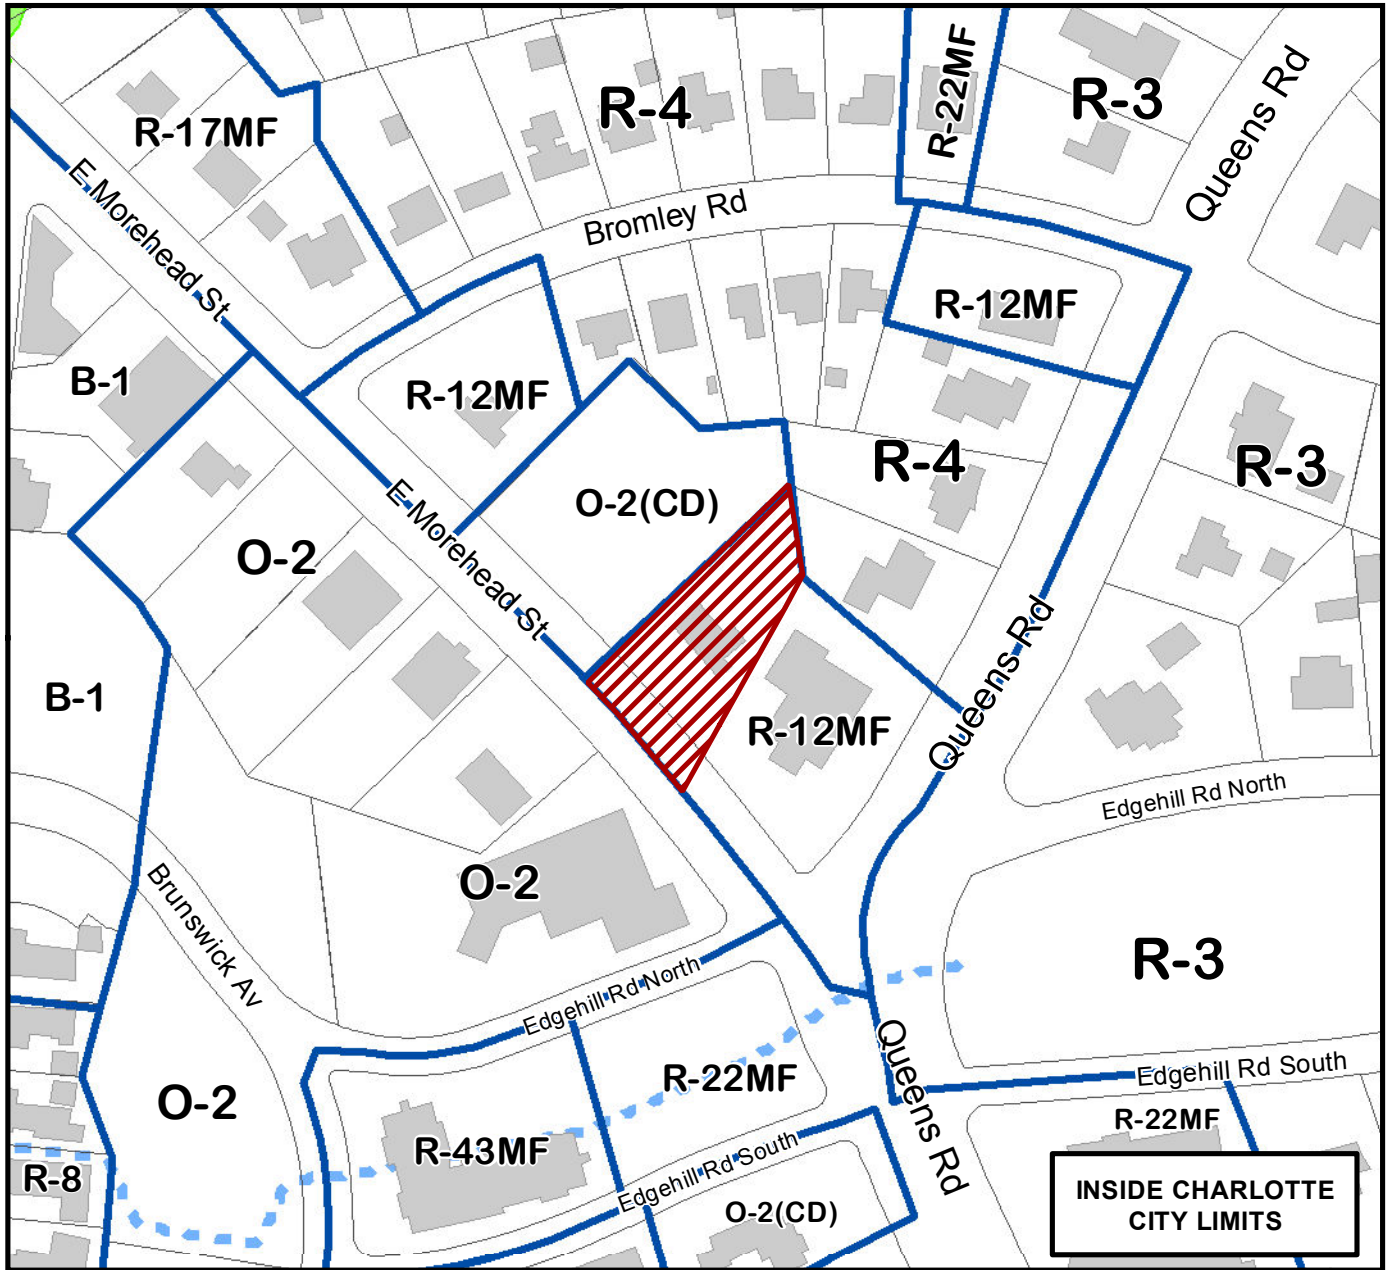 R-22MF
R-3
Queens Rd
R-4
R-17MF
E Morehead St
Bromley Rd
R-12MF
B-1
R-12MF
R-4
R-3
O-2(CD)
E Morehead St
O-2
B-1
Queens Rd
R-12MF
Edgehill Rd North
O-2
Brunswick Av
R-3
Edgehill Rd North
Queens Rd
R-22MF
Edgehill Rd South
O-2
R-22MF
R-43MF
Edgehill Rd South
R-8
O-2(CD)
INSIDE CHARLOTTE
CITY LIMITS